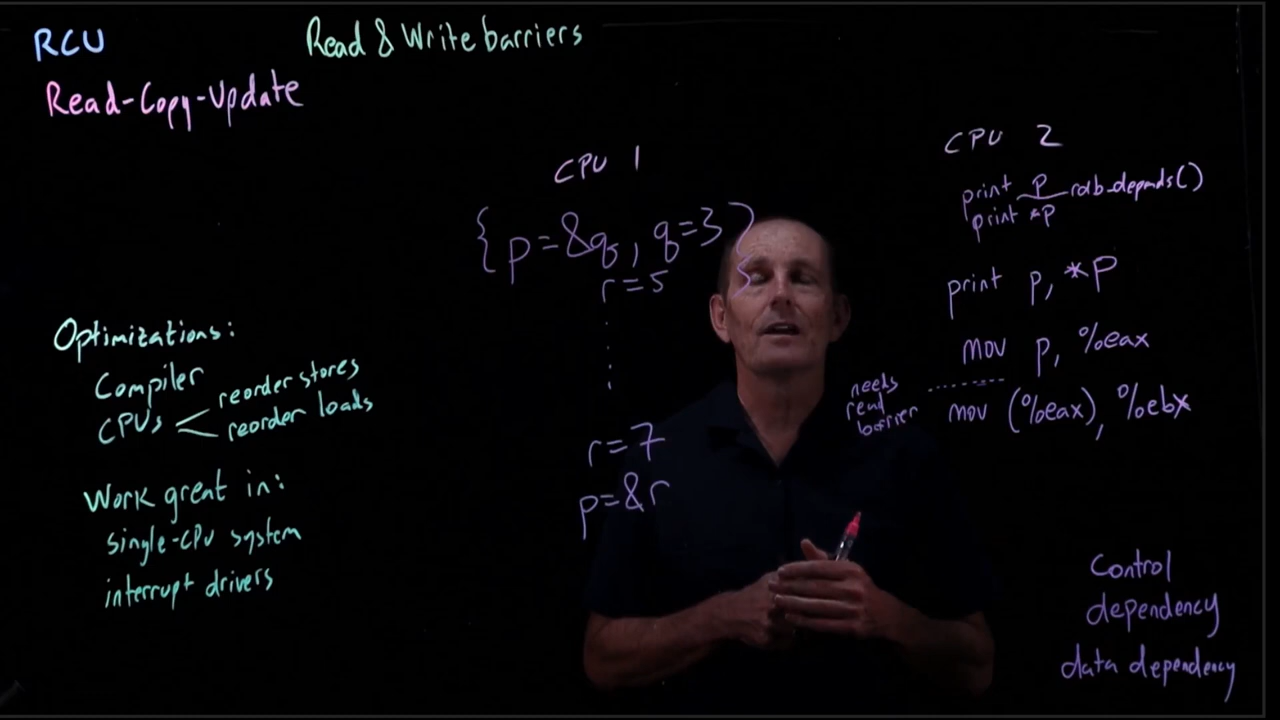 RCU
Read & Write barriers
Read-Copy-Update
CPU 1
{p=&q, q=3}
r=5
r=7
p=&r
CPU 2
print p
rdb_depends()
print *p
print p, *p
mov p, %eax
needs
read
barrier
mov (%eax), %ebx
Optimizations:
Compiler
CPUs
reorder stores
reorder loads
Work great in:
single-CPU system
interrupt drivers
Control
dependency
data dependency